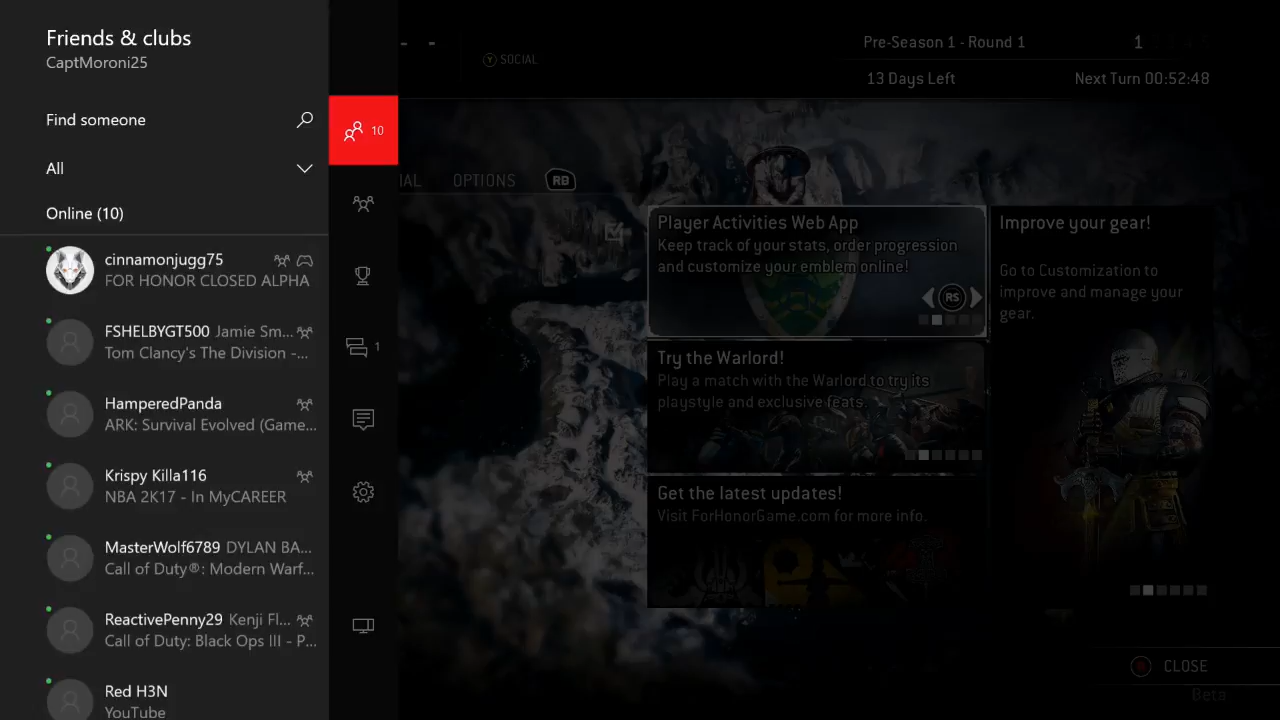 Friends & clubs
CaptMoroni25
Find someone
All
Online (10)
cinnamonjugg75
FOR HONOR CLOSED ALPHA
FSHELBYGT500 Jamie Sm...
Tom Clancy's The Division -...
HamperedPanda
ARK: Survival Evolved (Game...
Krispy Killa116
NBA 2K17 - In MyCAREER
MasterWolf6789 DYLAN BA...
Call of Duty®: Modern Warf...
ReactivePenny29 Kenji Fl...
Call of Duty: Black Ops III - P...
Red H3N
YouTube
10
1
- -
Y SOCIAL
Pre-Season 1 - Round 1
1
13 Days Left
Next Turn 00:52:48
IAL OPTIONS RB
Player Activities Web App
Keep track of your stats, order progression
and customize your emblem online!
RS
Try the Warlord!
Play a match with the Warlord to try its
playstyle and exclusive feats.
Get the latest updates!
Visit ForHonorGame.com for more info.
Improve your gear!
Go to Customization to
improve and manage your
gear.
CLOSE
Beta